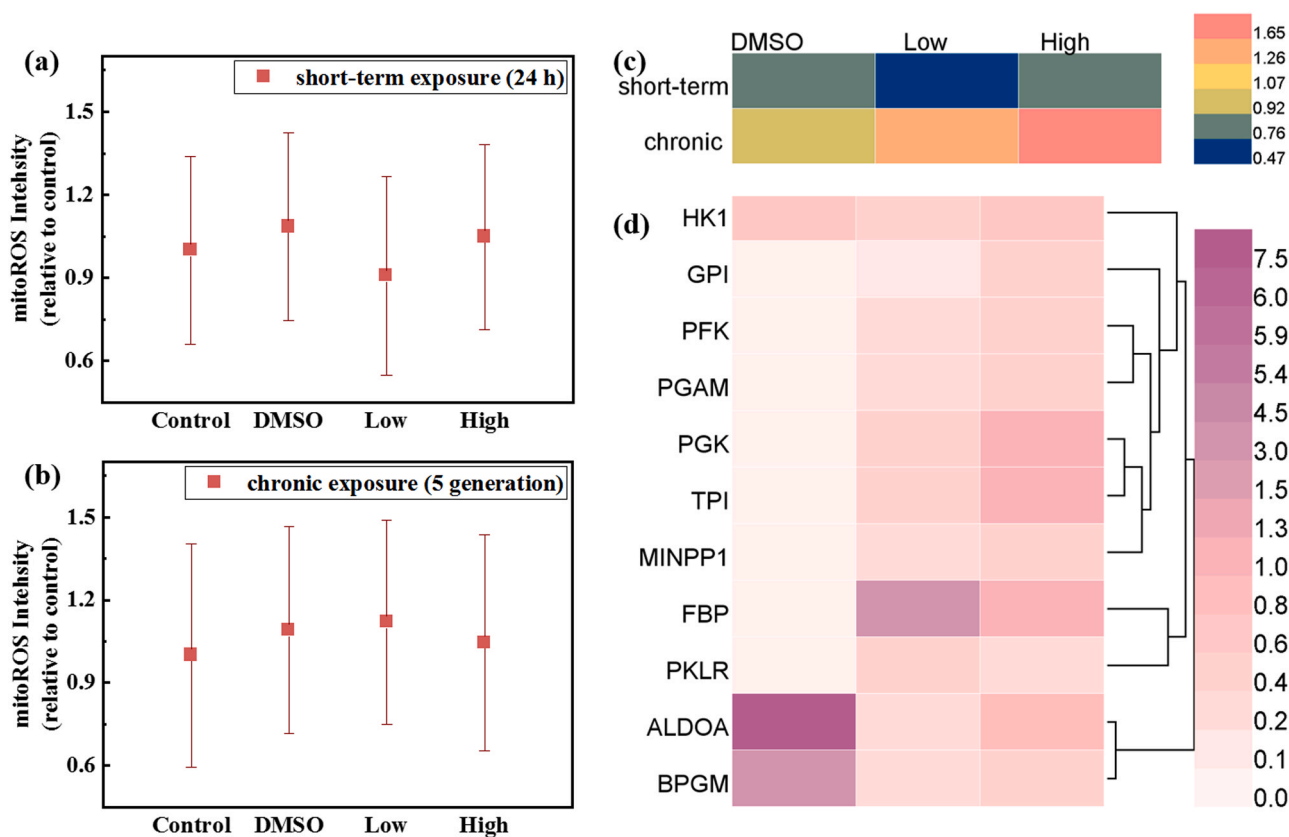 (a)
short-term exposure (24 h)
mitoROS Intehsity
(relative to control)
1.5
1.2
0.9
0.6
Control DMSO Low High
(b)
chronic exposure (5 generation)
mitoROS Intehsity
(relative to control)
1.5
1.2
0.9
0.6
Control DMSO Low High
(c)
DMSO Low High
short-term
chronic
1.65
1.26
1.07
0.92
0.76
0.47
(d)
HK1
GPI
PFK
PGAM
PGK
TPI
MINPP1
FBP
PKLR
ALDOA
BPGM
7.5
6.0
5.9
5.4
4.5
3.0
1.5
1.3
1.0
0.8
0.6
0.4
0.2
0.1
0.0